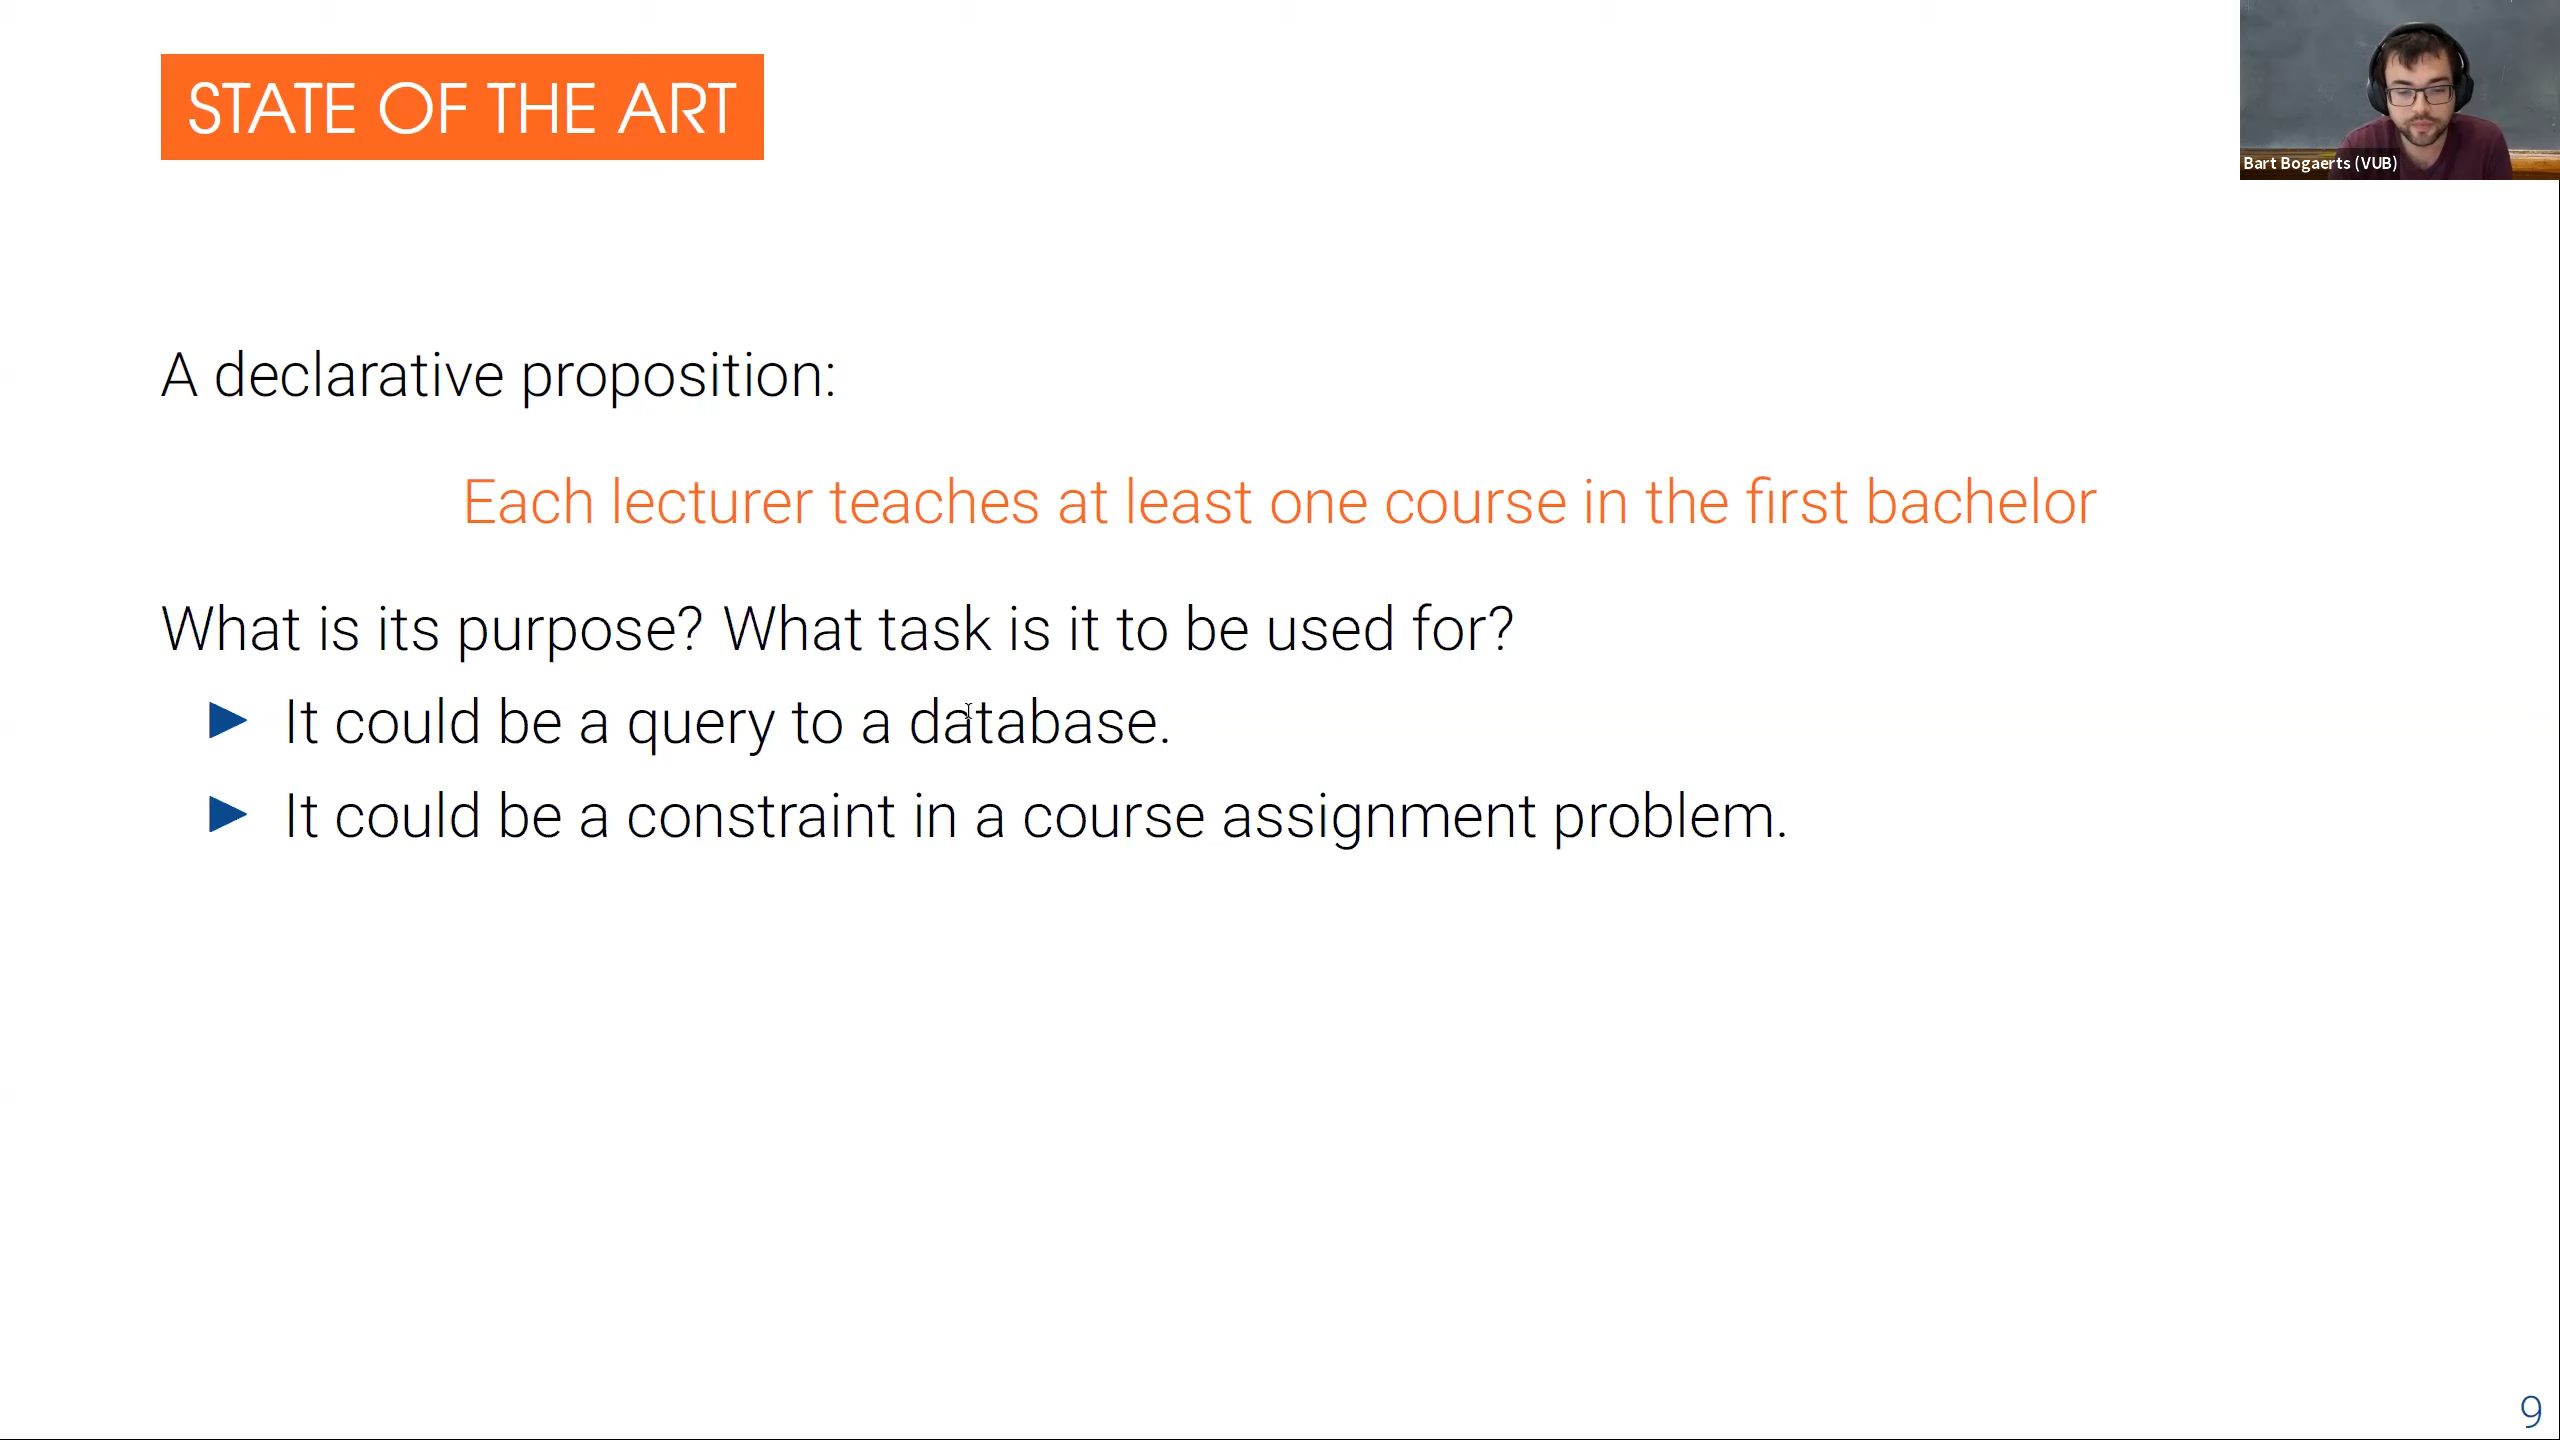 STATE OF THE ART
Bart Bogaerts (VUB)
A declarative proposition:
Each lecturer teaches at least one course in the first bachelor
What is its purpose? What task is it to be used for?
It could be a query to a database.
It could be a constraint in a course assignment problem.
9